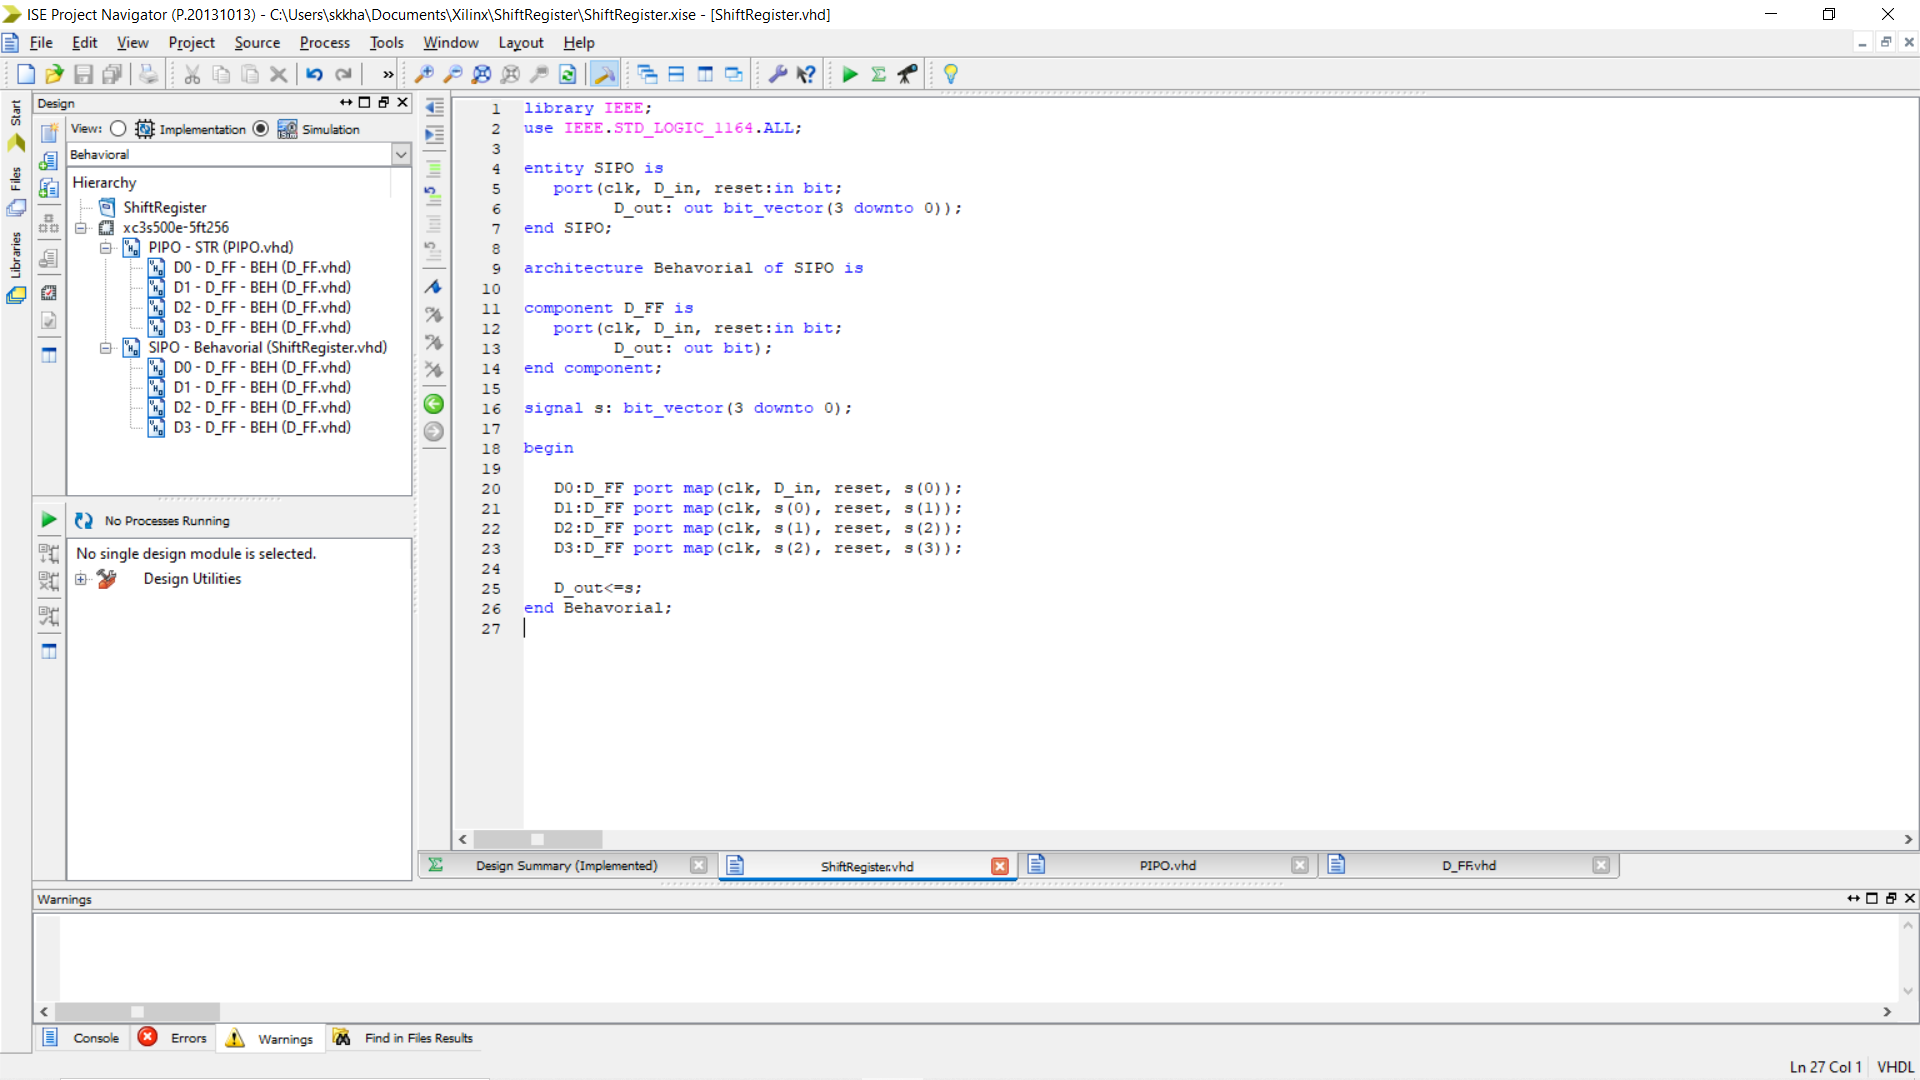 ISE Project Navigator (P.20131013) - C:\Users\skkha\Documents\Xilinx\ShiftRegister\ShiftRegister.xise - [ShiftRegister.vhd]
File Edit View Project Source Process Tools Window Layout Help
»
Start
Files
Libraries
Design
View: Implementation Simulation
Behavioral
Hierarchy
ShiftRegister
xc3s500e-5ft256
PIPO - STR (PIPO.vhd)
D0 - D_FF - BEH (D_FF.vhd)
D1 - D_FF - BEH (D_FF.vhd)
D2 - D_FF - BEH (D_FF.vhd)
D3 - D_FF - BEH (D_FF.vhd)
SIPO - Behavorial (ShiftRegister.vhd)
D0 - D_FF - BEH (D_FF.vhd)
D1 - D_FF - BEH (D_FF.vhd)
D2 - D_FF - BEH (D_FF.vhd)
D3 - D_FF - BEH (D_FF.vhd)
No Processes Running
No single design module is selected.
Design Utilities
1 library IEEE;
2 use IEEE.STD_LOGIC_1164.ALL;
3
4 entity SIPO is
5 port(clk, D_in, reset:in bit;
6 D_out: out bit_vector(3 downto 0));
7 end SIPO;
8
9 architecture Behavorial of SIPO is
10
11 component D_FF is
12 port(clk, D_in, reset:in bit;
13 D_out: out bit);
14 end component;
15
16 signal s: bit_vector(3 downto 0);
17
18 begin
19
20 D0:D_FF port map(clk, D_in, reset, s(0));
21 D1:D_FF port map(clk, s(0), reset, s(1));
22 D2:D_FF port map(clk, s(1), reset, s(2));
23 D3:D_FF port map(clk, s(2), reset, s(3));
24
25 D_out<=s;
26 end Behavorial;
27
Design Summary (Implemented) ShiftRegister.vhd PIPO.vhd D_FF.vhd
Warnings
Console Errors Warnings Find in Files Results
Ln 27 Col 1 VHDL